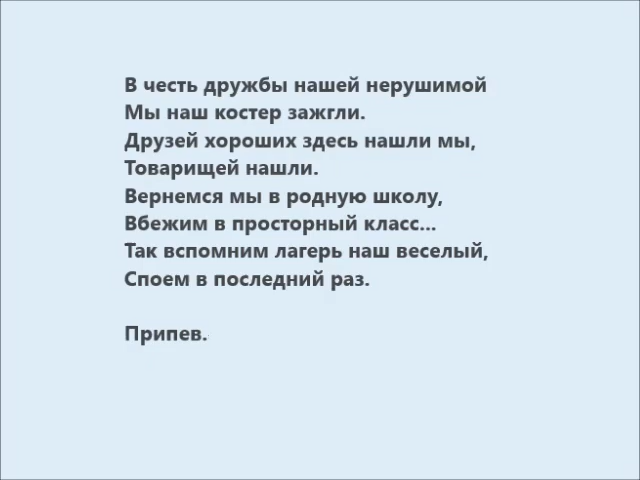 В честь дружбы нашей нерушимой
Мы наш костер зажгли.
Друзей хороших здесь нашли мы,
Товарищей нашли.
Вернемся мы в родную школу,
Вбежим в просторный класс...
Так вспомним лагерь наш веселый,
Споем в последний раз.
Припев.